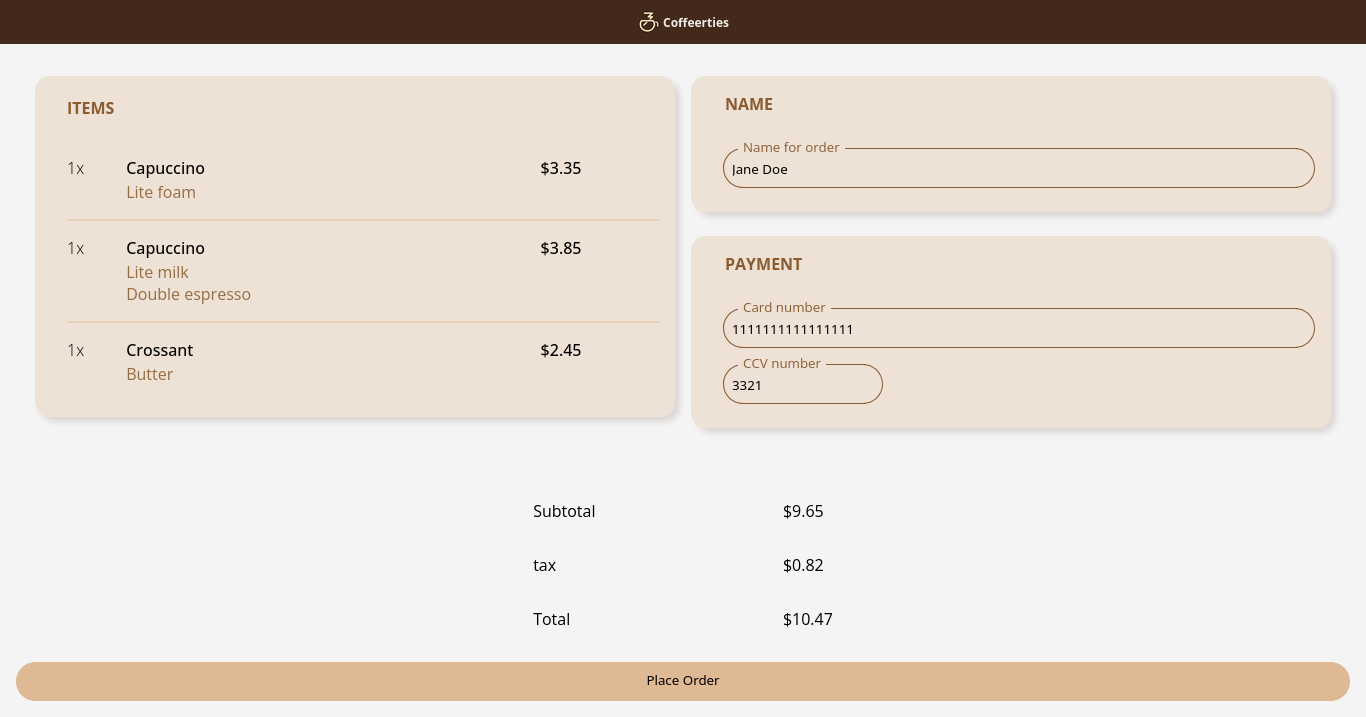 Coffeerties
ITEMS
1x Capuccino $3.35
Lite foam
1x Capuccino $3.85
Lite milk
Double espresso
1x Crossant $2.45
Butter
NAME
Name for order
Jane Doe
PAYMENT
Card number
1111111111111111
CCV number
3321
Subtotal $9.65
tax $0.82
Total $10.47
Place Order